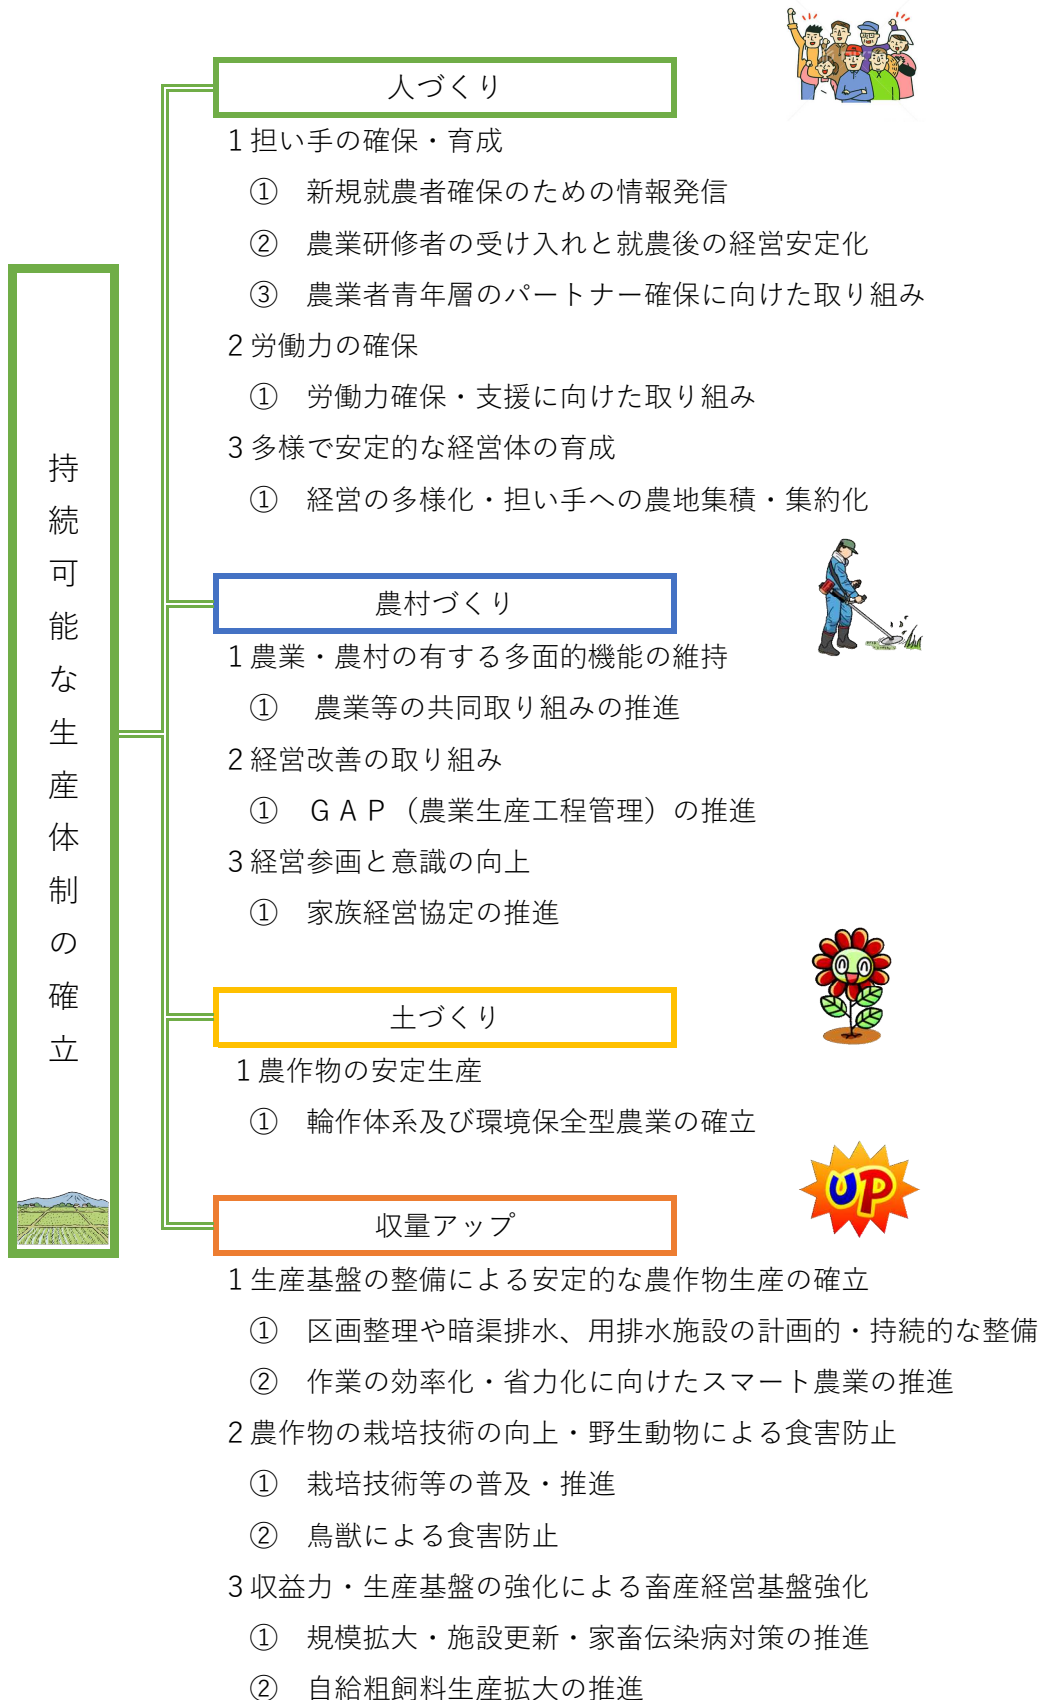 持続可能な生産体制の確立
人づくり
1担い手の確保・育成
① 新規就農者確保のための情報発信
② 農業研修者の受け入れと就農後の経営安定化
③ 農業者青年層のパートナー確保に向けた取り組み
2労働力の確保
① 労働力確保・支援に向けた取り組み
3多様で安定的な経営体の育成
① 経営の多様化・担い手への農地集積・集約化
農村づくり
1農業・農村の有する多面的機能の維持
① 農業等の共同取り組みの推進
2経営改善の取り組み
① ＧＡＰ（農業生産工程管理）の推進
3経営参画と意識の向上
① 家族経営協定の推進
土づくり
1農作物の安定生産
① 輪作体系及び環境保全型農業の確立
UP
収量アップ
1生産基盤の整備による安定的な農作物生産の確立
① 区画整理や暗渠排水、用排水施設の計画的・持続的な整備
② 作業の効率化・省力化に向けたスマート農業の推進
2農作物の栽培技術の向上・野生動物による食害防止
① 栽培技術等の普及・推進
② 鳥獣による食害防止
3収益力・生産基盤の強化による畜産経営基盤強化
① 規模拡大・施設更新・家畜伝染病対策の推進
② 自給粗飼料生産拡大の推進